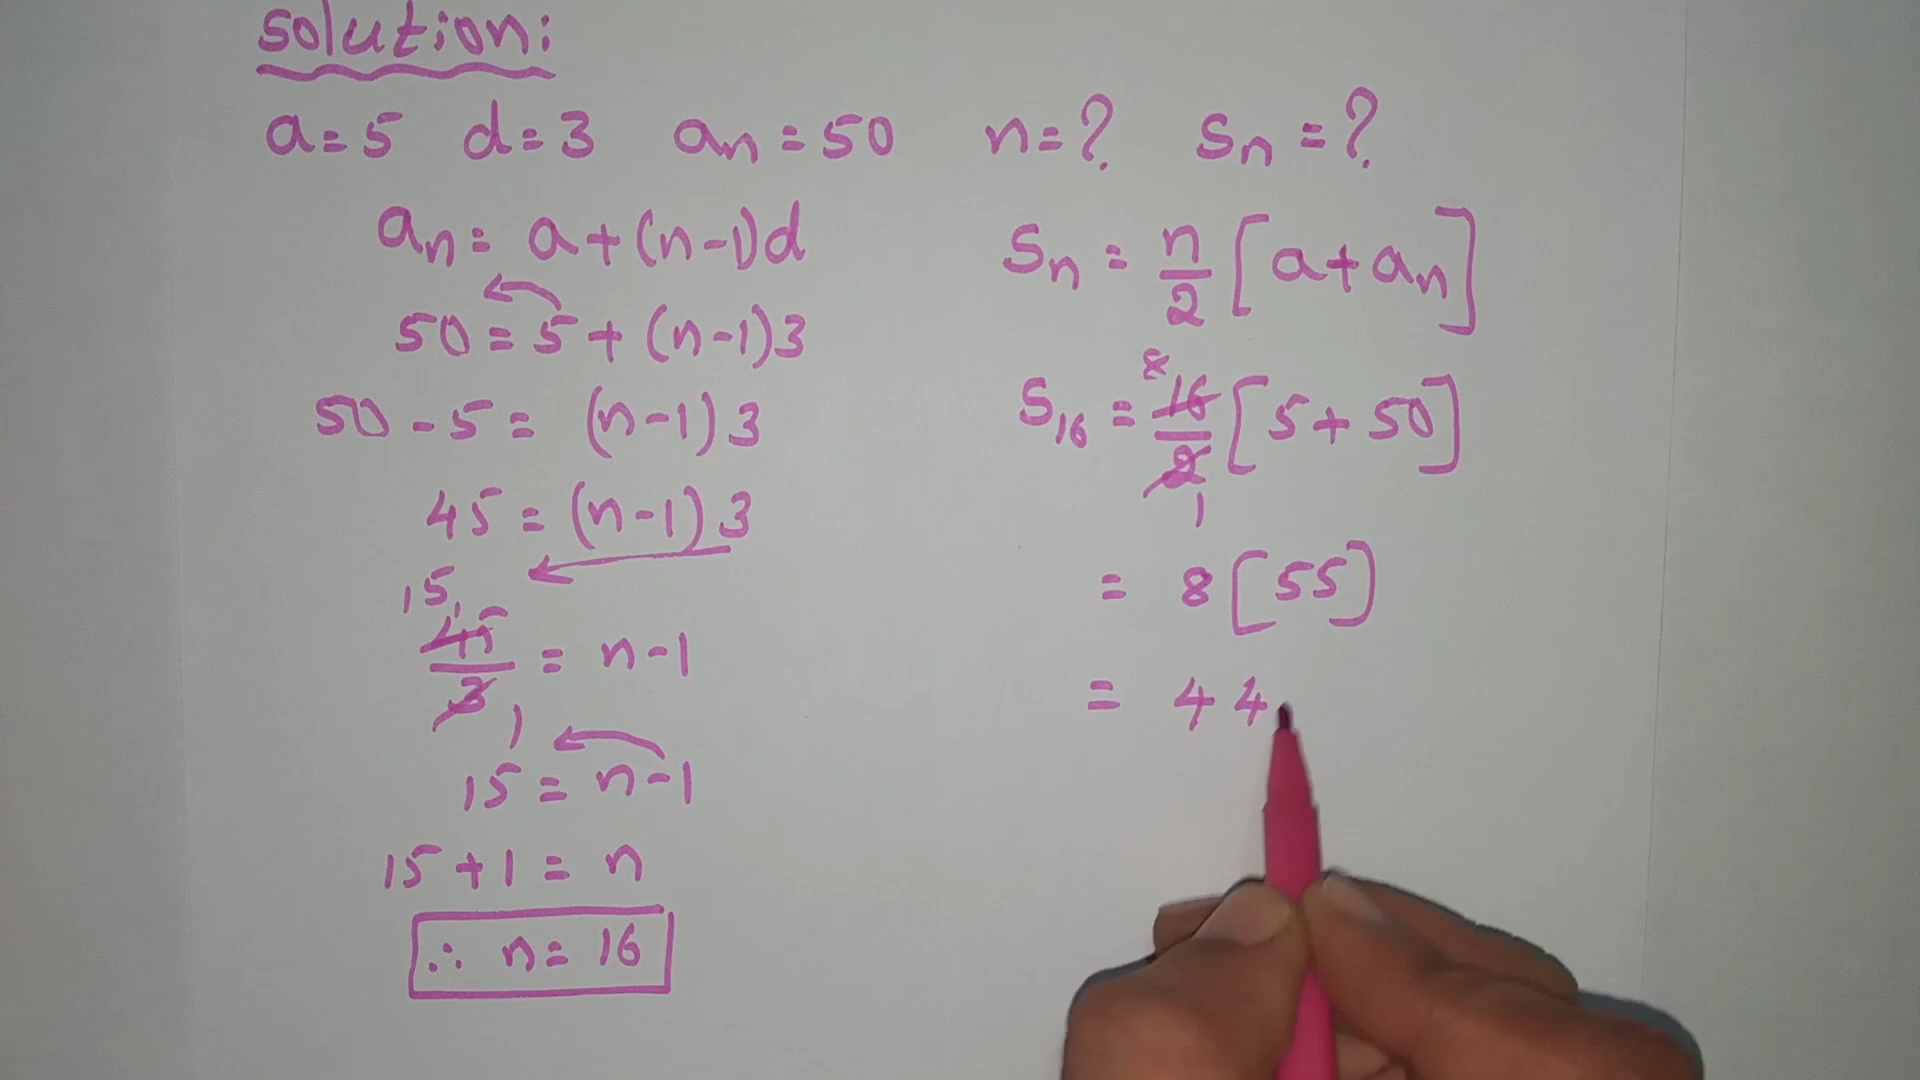 solution:
a=5 d=3 an=50 n=? Sn=?
an= a+(n-1)d
50=5+(n-1)3
50-5= (n-1)3
45=(n-1)3
15
45/3 = n-1
1
15=n-1
15+1=n
∴ n=16
Sn = n/2 [a+an]
8
S16 = 16/2 [5+50]
1
= 8[55]
= 44